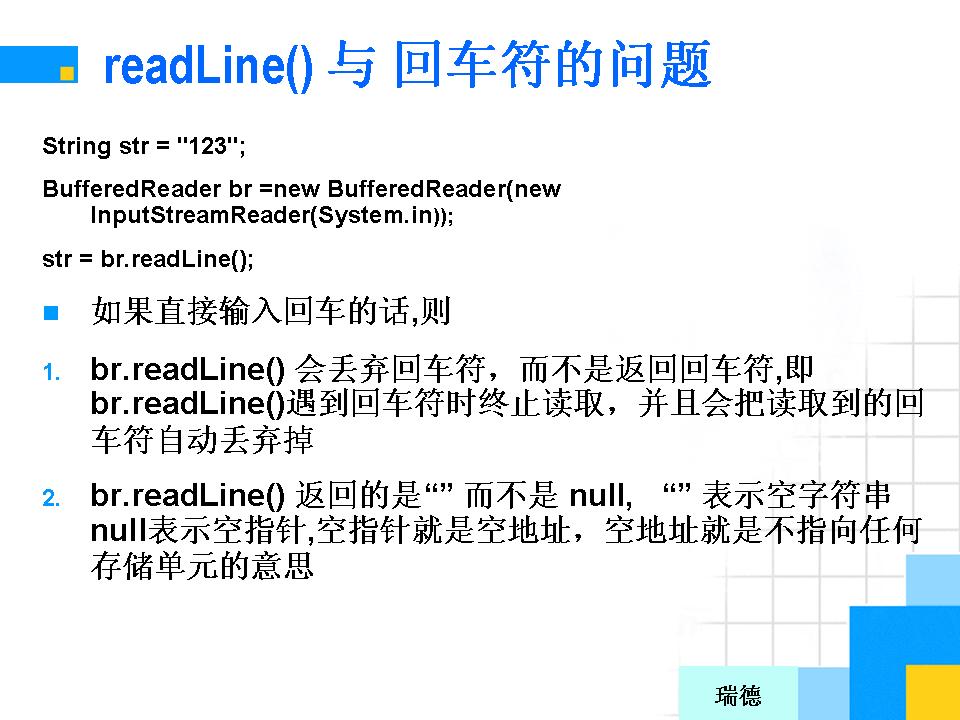 readLine() 与 回车符的问题
String str = "123";
BufferedReader br =new BufferedReader(new
InputStreamReader(System.in));
str = br.readLine();
如果直接输入回车的话,则
1. br.readLine() 会丢弃回车符，而不是返回回车符,即
br.readLine()遇到回车符时终止读取，并且会把读取到的回
车符自动丢弃掉
2. br.readLine() 返回的是“” 而不是 null, “” 表示空字符串
null表示空指针,空指针就是空地址，空地址就是不指向任何
存储单元的意思
瑞德